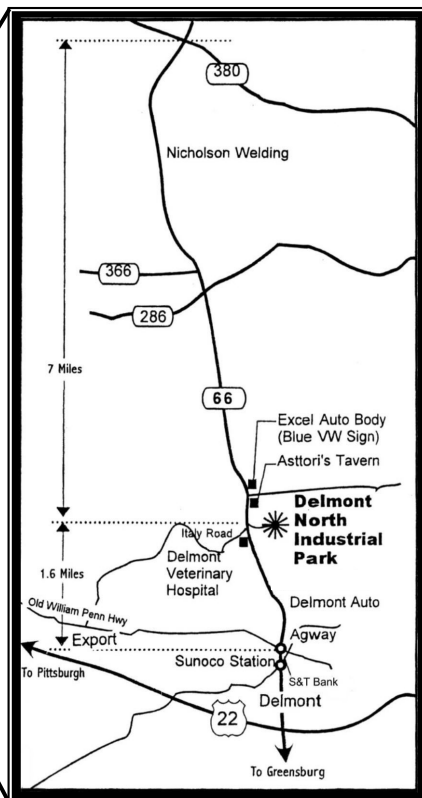 380
Nicholson Welding
366
286
7 Miles
66
Excel Auto Body
(Blue VW Sign)
Asttori's Tavern
Delmont
North
Industrial
Park
Italy Road
Delmont
Veterinary
Hospital
1.6 Miles
Delmont Auto
Old William Penn Hwy
Export
Agway
To Pittsburgh
Sunoco Station
S&T Bank
Delmont
22
To Greensburg